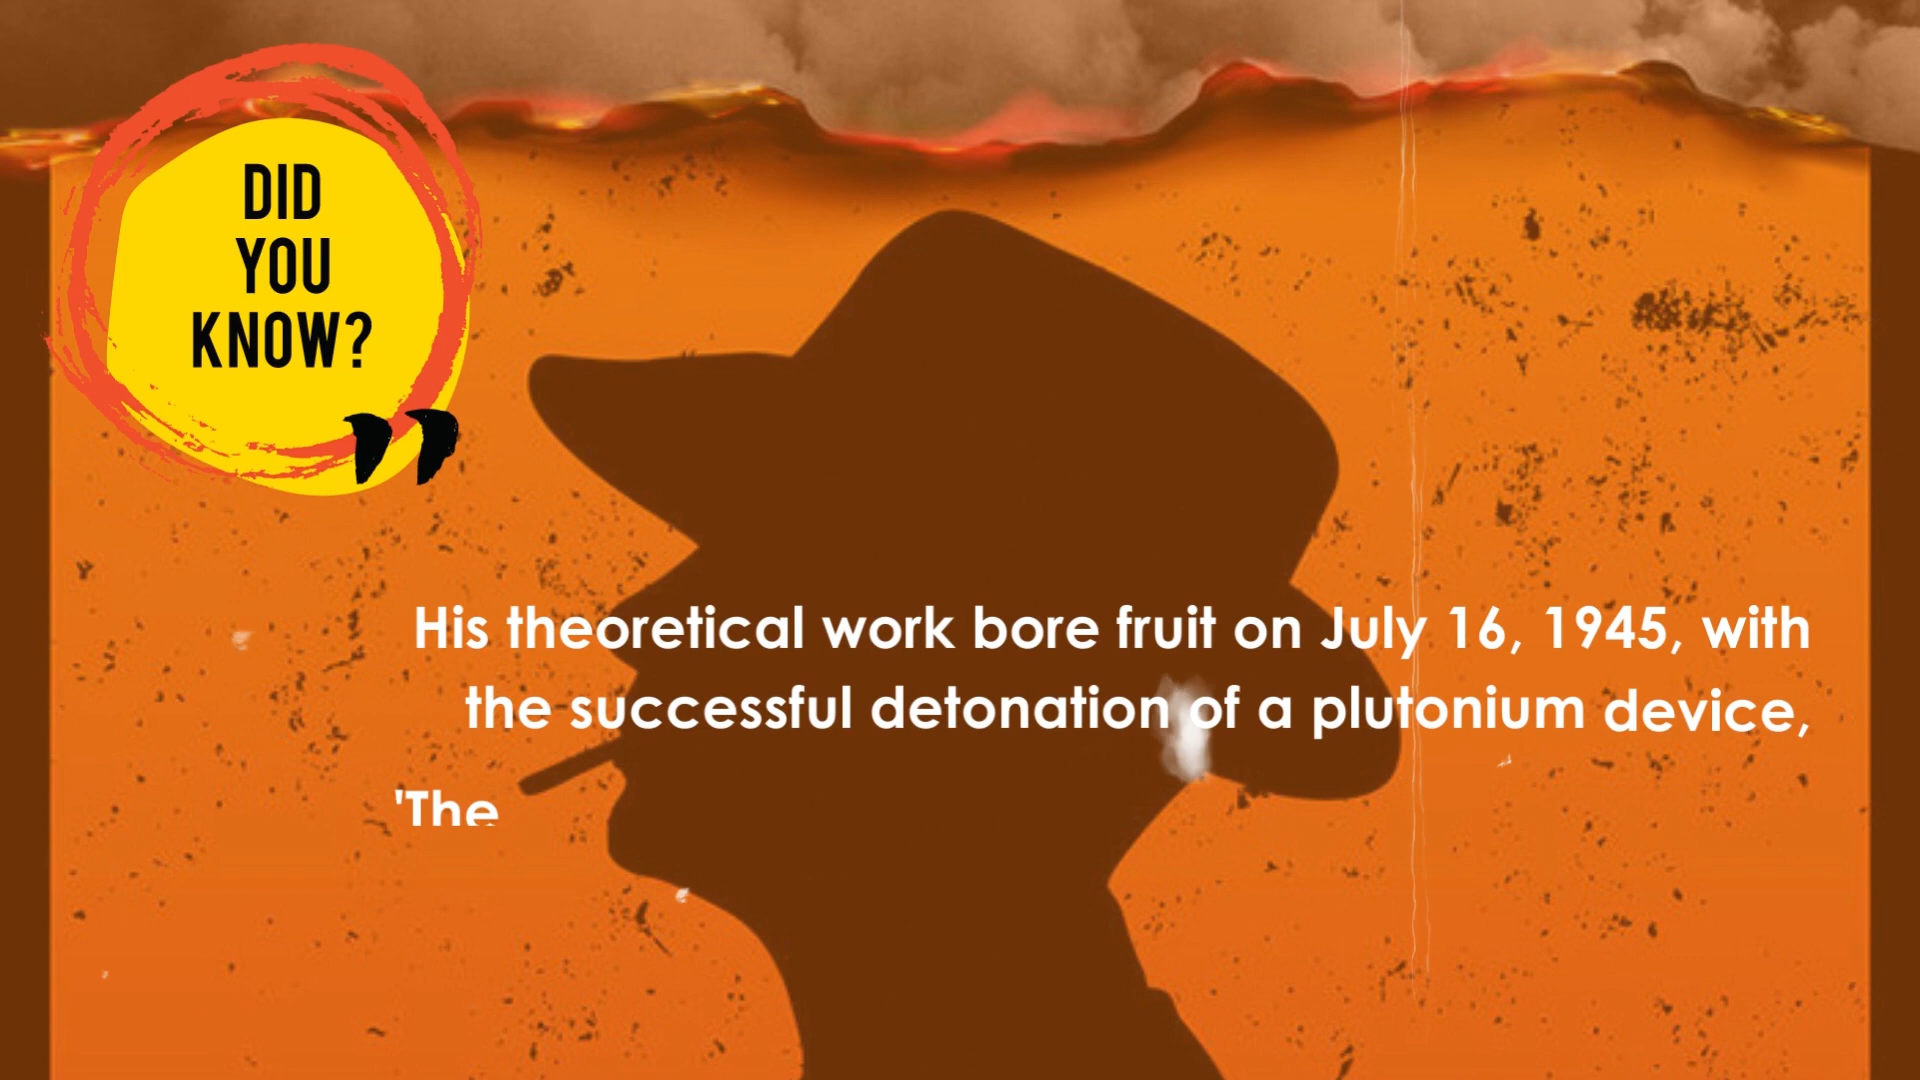 DID
YOU
KNOW?
"
His theoretical work bore fruit on July 16, 1945, with
the successful detonation of a plutonium device,
'The